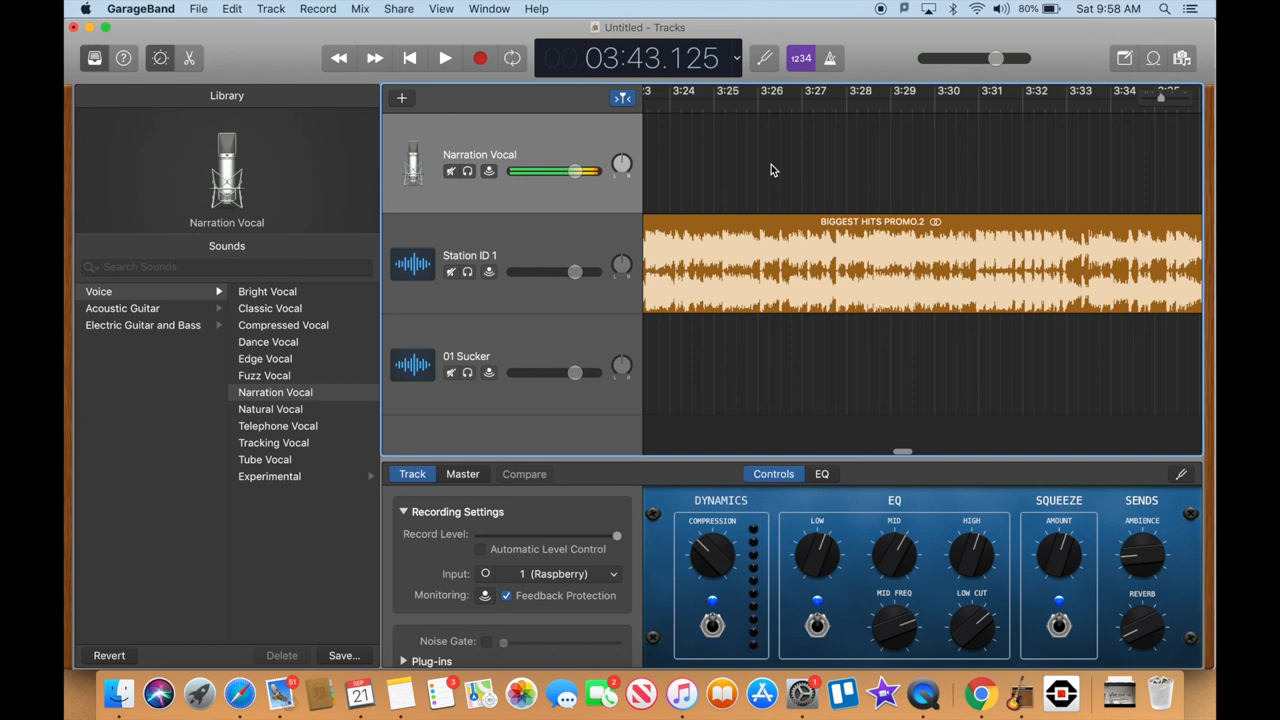 GarageBand File Edit Track Record Mix Share View Window Help 80% Sat 9:58 AM
Untitled - Tracks
03:43.125 1234
Library
3:24 3:25 3:26 3:27 3:28 3:29 3:30 3:31 3:32 3:33 3:34
Narration Vocal
L R
Narration Vocal
Sounds
Search Sounds
Voice
Acoustic Guitar
Electric Guitar and Bass
Bright Vocal
Classic Vocal
Compressed Vocal
Dance Vocal
Edge Vocal
Fuzz Vocal
Narration Vocal
Natural Vocal
Telephone Vocal
Tracking Vocal
Tube Vocal
Experimental
BIGGEST HITS PROMO.2
Station ID 1
L R
01 Sucker
L R
Track Master Compare Controls EQ
Recording Settings
Record Level:
Automatic Level Control
Input: 1 (Raspberry)
Monitoring: Feedback Protection
Noise Gate:
Plug-ins
DYNAMICS EQ SQUEEZE SENDS
COMPRESSION LOW MID HIGH AMOUNT AMBIENCE
MID FREQ LOW CUT REVERB
Revert Delete Save...
51 SEP 21 3 2 1